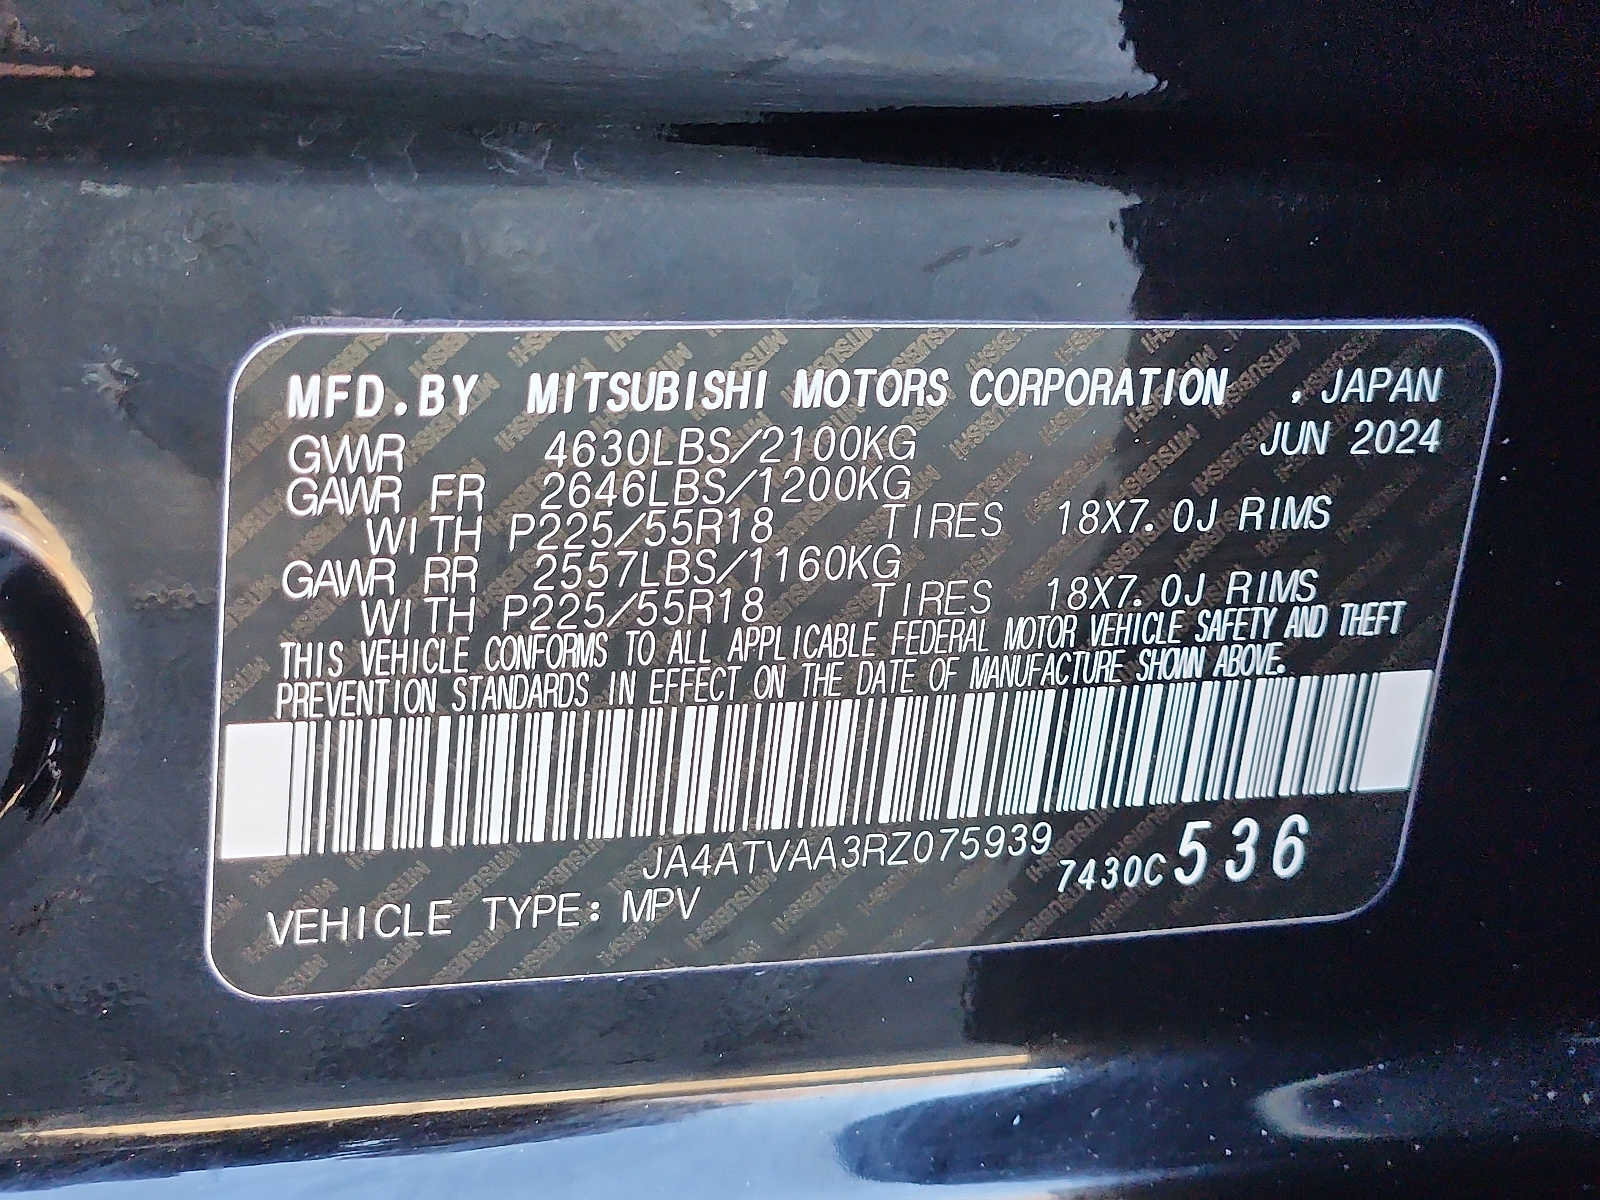 MFD.BY MITSUBISHI MOTORS CORPORATION , JAPAN
GVWR 4630LBS/2100KG JUN 2024
GAWR FR 2646LBS/1200KG
WITH P225/55R18 TIRES 18X7.0J RIMS
GAWR RR 2557LBS/1160KG
WITH P225/55R18 TIRES 18X7.0J RIMS
THIS VEHICLE CONFORMS TO ALL APPLICABLE FEDERAL MOTOR VEHICLE SAFETY AND THEFT
PREVENTION STANDARDS IN EFFECT ON THE DATE OF MANUFACTURE SHOWN ABOVE.
JA4ATVAA3RZ075939 7430C 536
VEHICLE TYPE: MPV